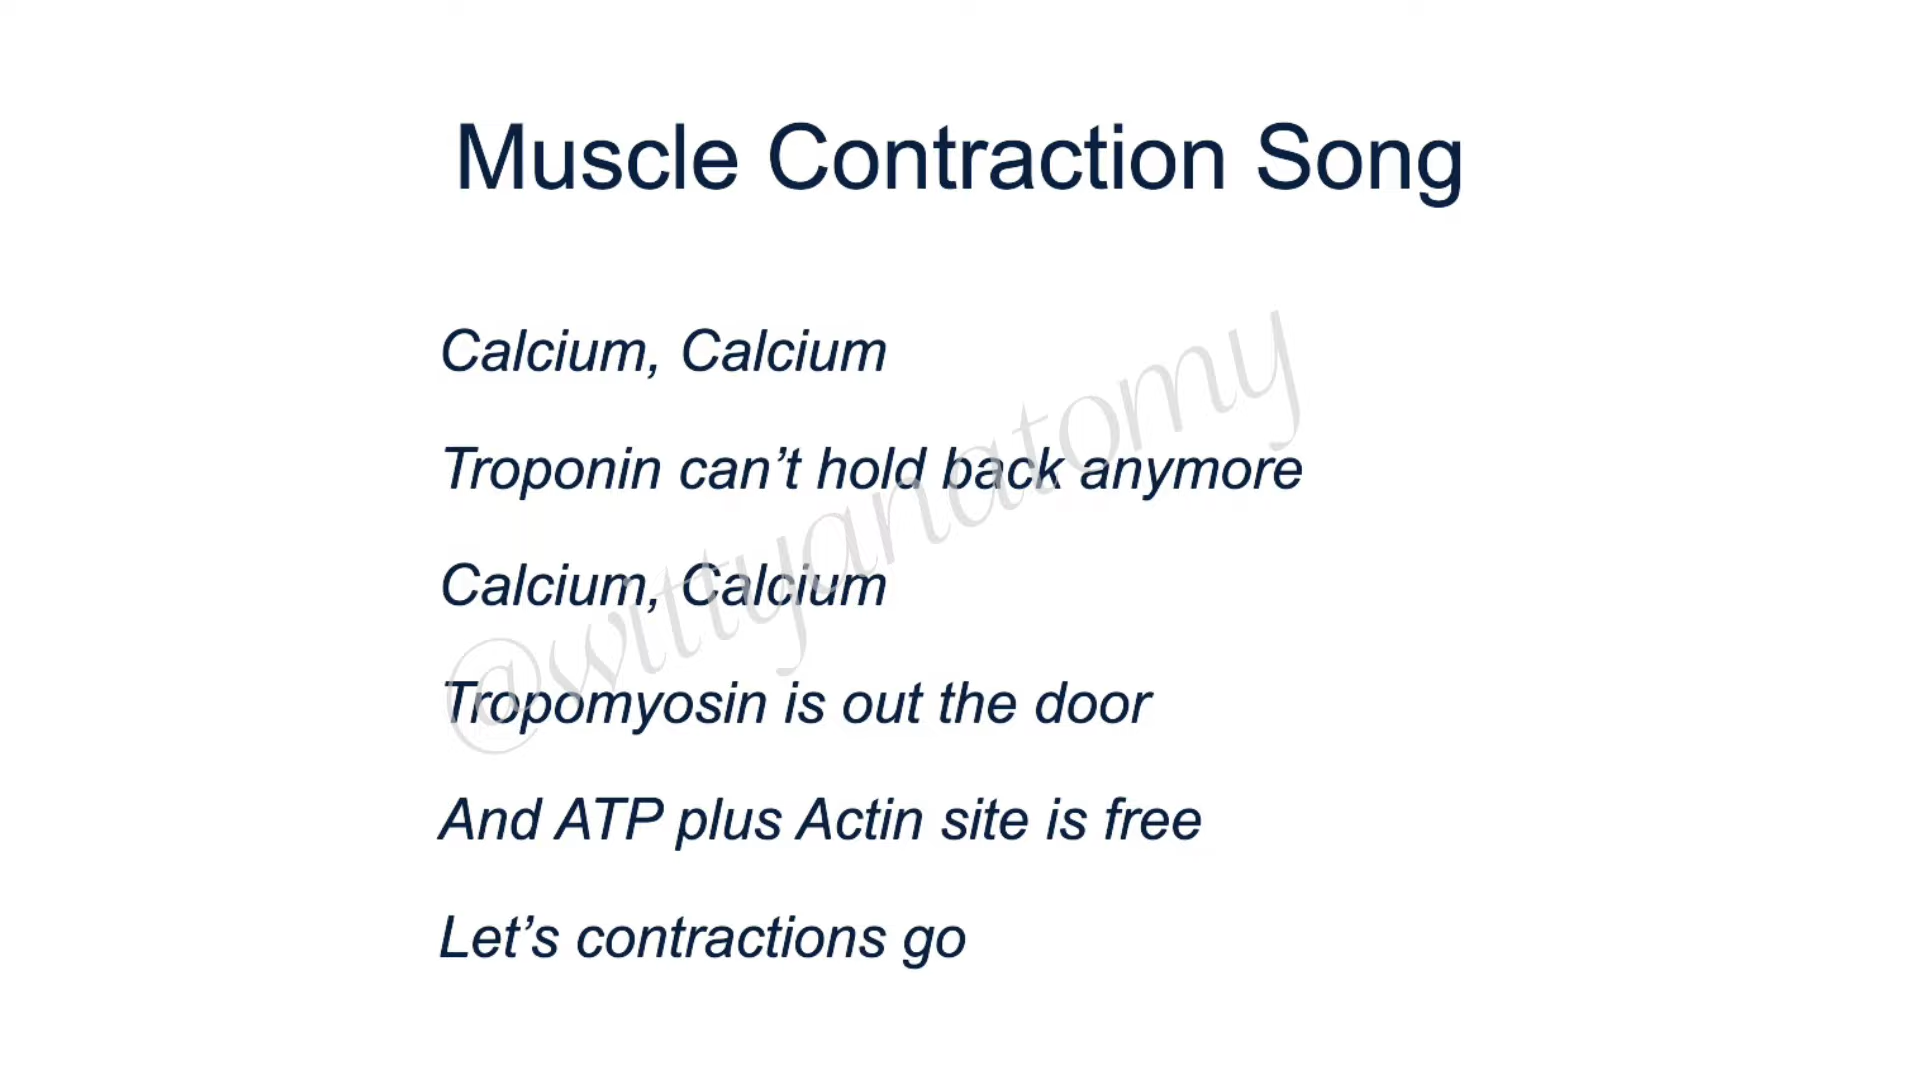 Muscle Contraction Song
Calcium, Calcium
Troponin can’t hold back anymore
Calcium, Calcium
Tropomyosin is out the door
And ATP plus Actin site is free
Let’s contractions go
@wittyanatomy